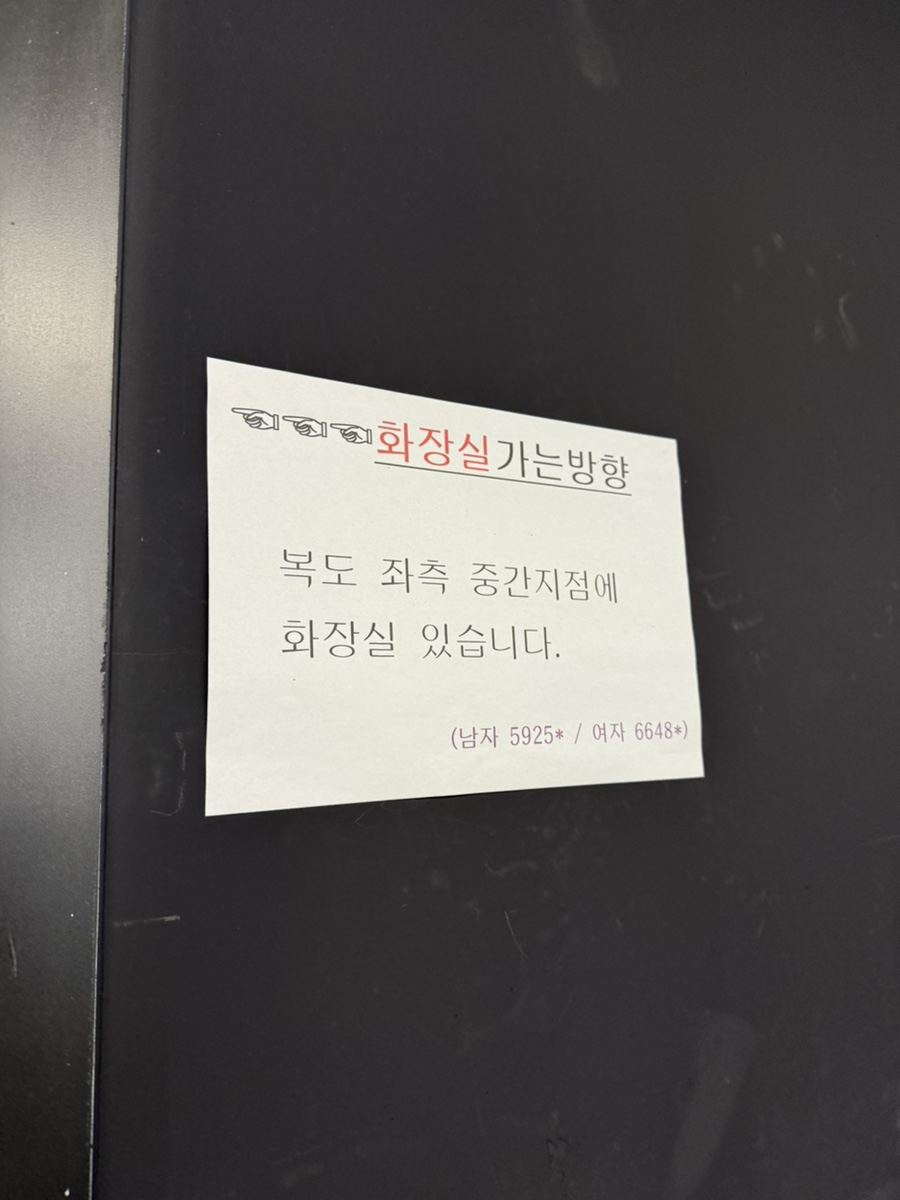 ☜☜☜화장실가는방향
복도 좌측 중간지점에
화장실 있습니다.
(남자 5925* / 여자 6648*)